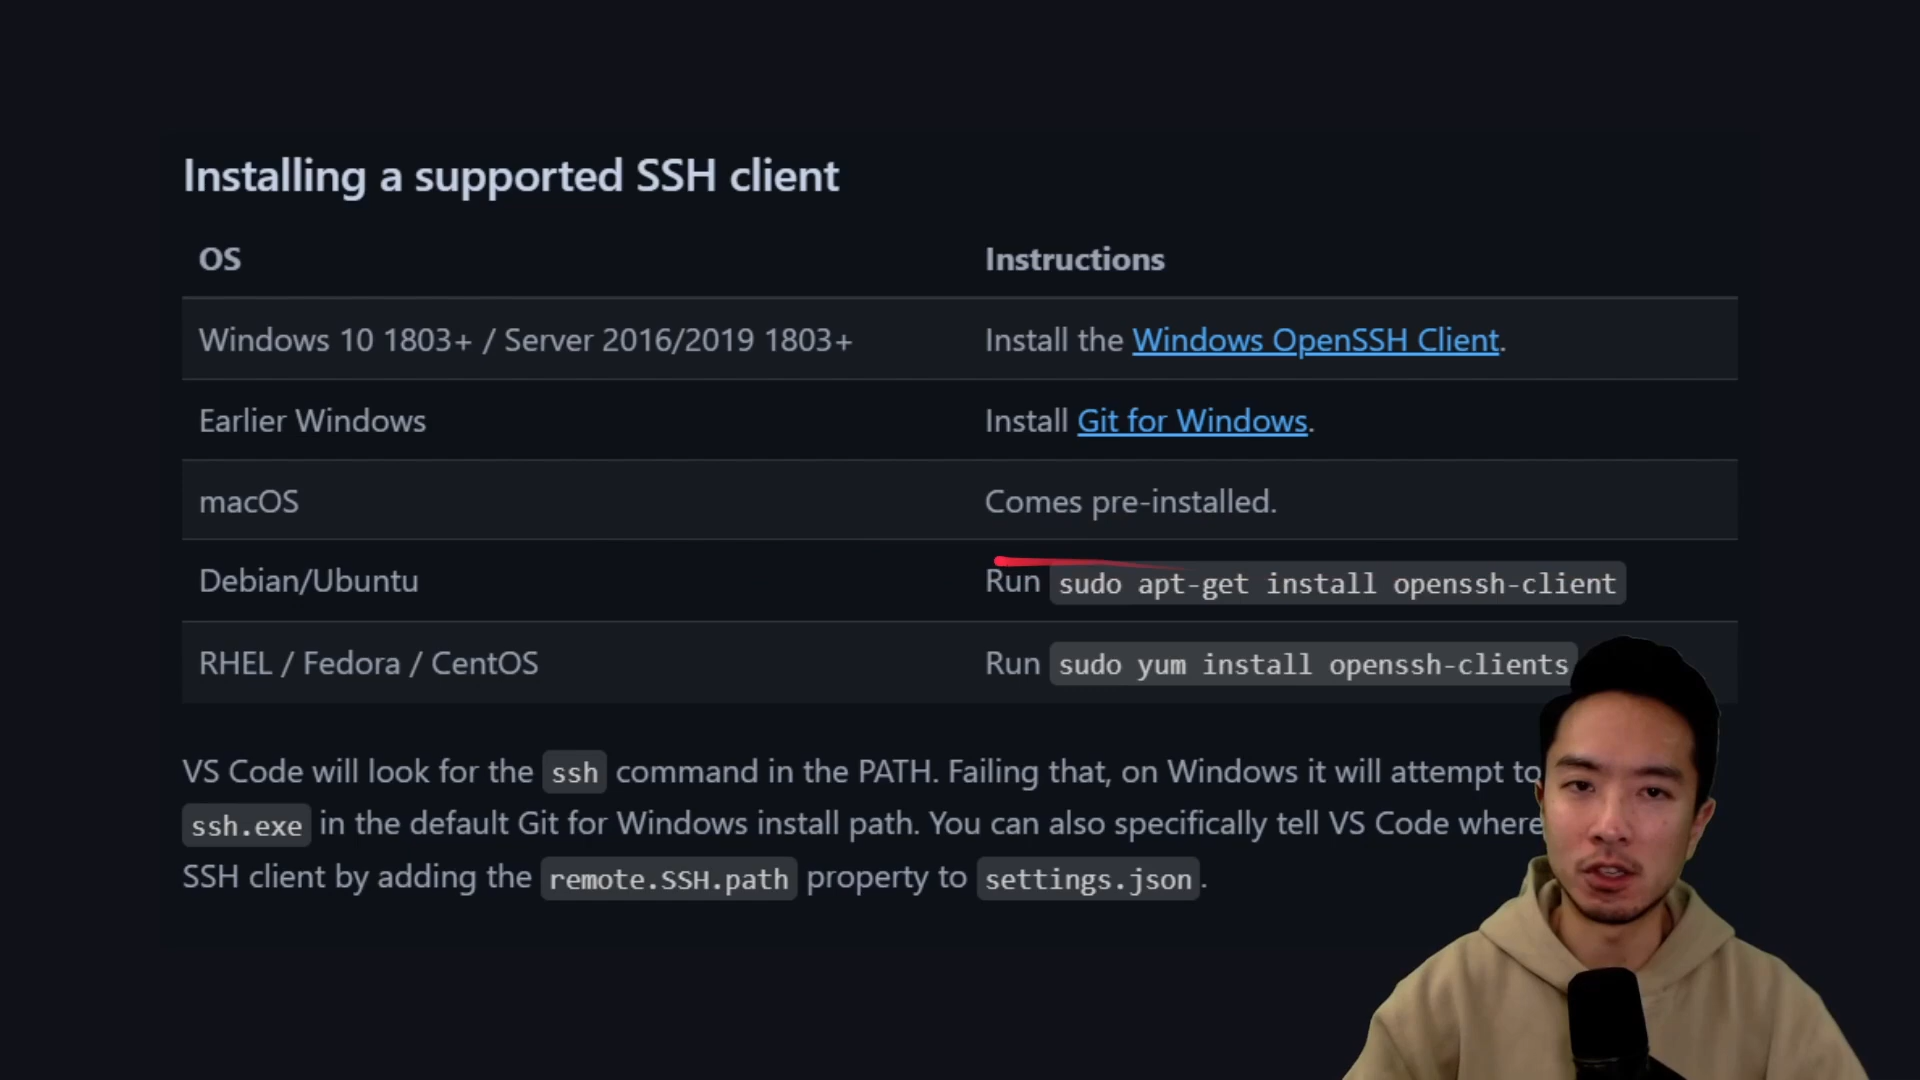 Installing a supported SSH client
OS Instructions
Windows 10 1803+ / Server 2016/2019 1803+ Install the Windows OpenSSH Client.
Earlier Windows Install Git for Windows.
macOS Comes pre-installed.
Debian/Ubuntu Run sudo apt-get install openssh-client
RHEL / Fedora / CentOS Run sudo yum install openssh-clients
VS Code will look for the ssh command in the PATH. Failing that, on Windows it will attempt to
ssh.exe in the default Git for Windows install path. You can also specifically tell VS Code where
SSH client by adding the remote.SSH.path property to settings.json.